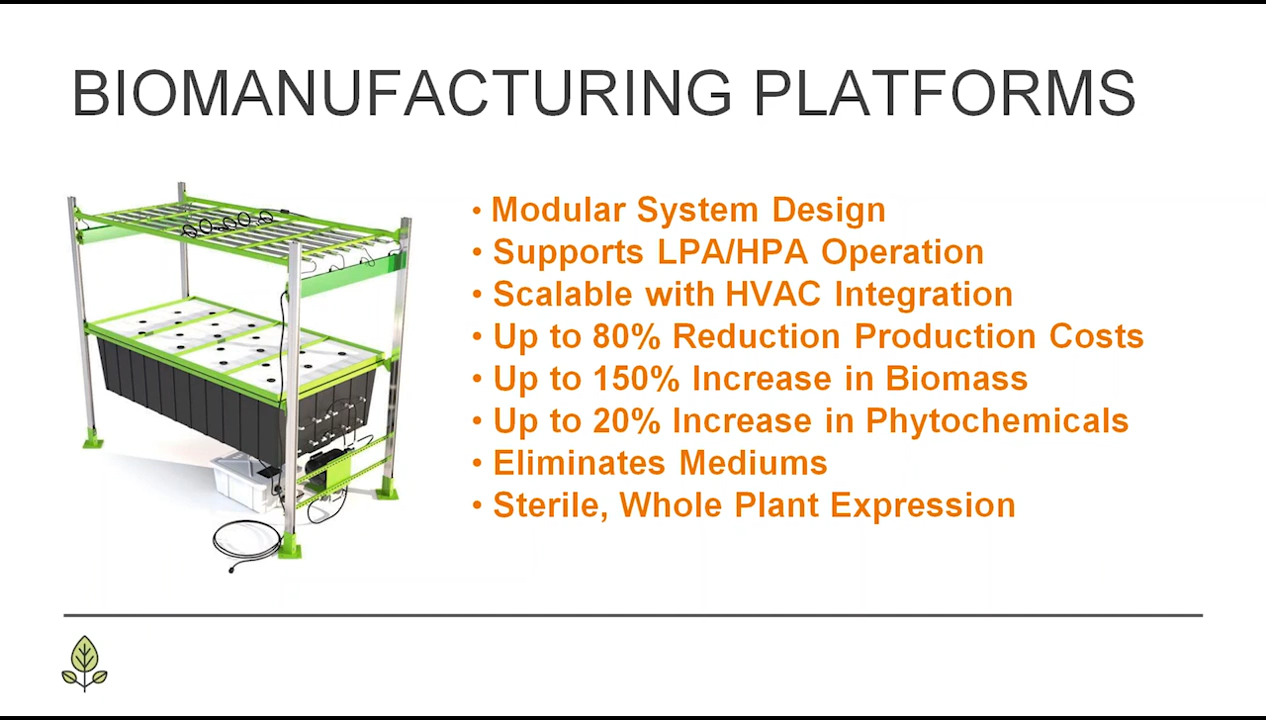 BIOMANUFACTURING PLATFORMS
• Modular System Design
• Supports LPA/HPA Operation
• Scalable with HVAC Integration
• Up to 80% Reduction Production Costs
• Up to 150% Increase in Biomass
• Up to 20% Increase in Phytochemicals
• Eliminates Mediums
• Sterile, Whole Plant Expression